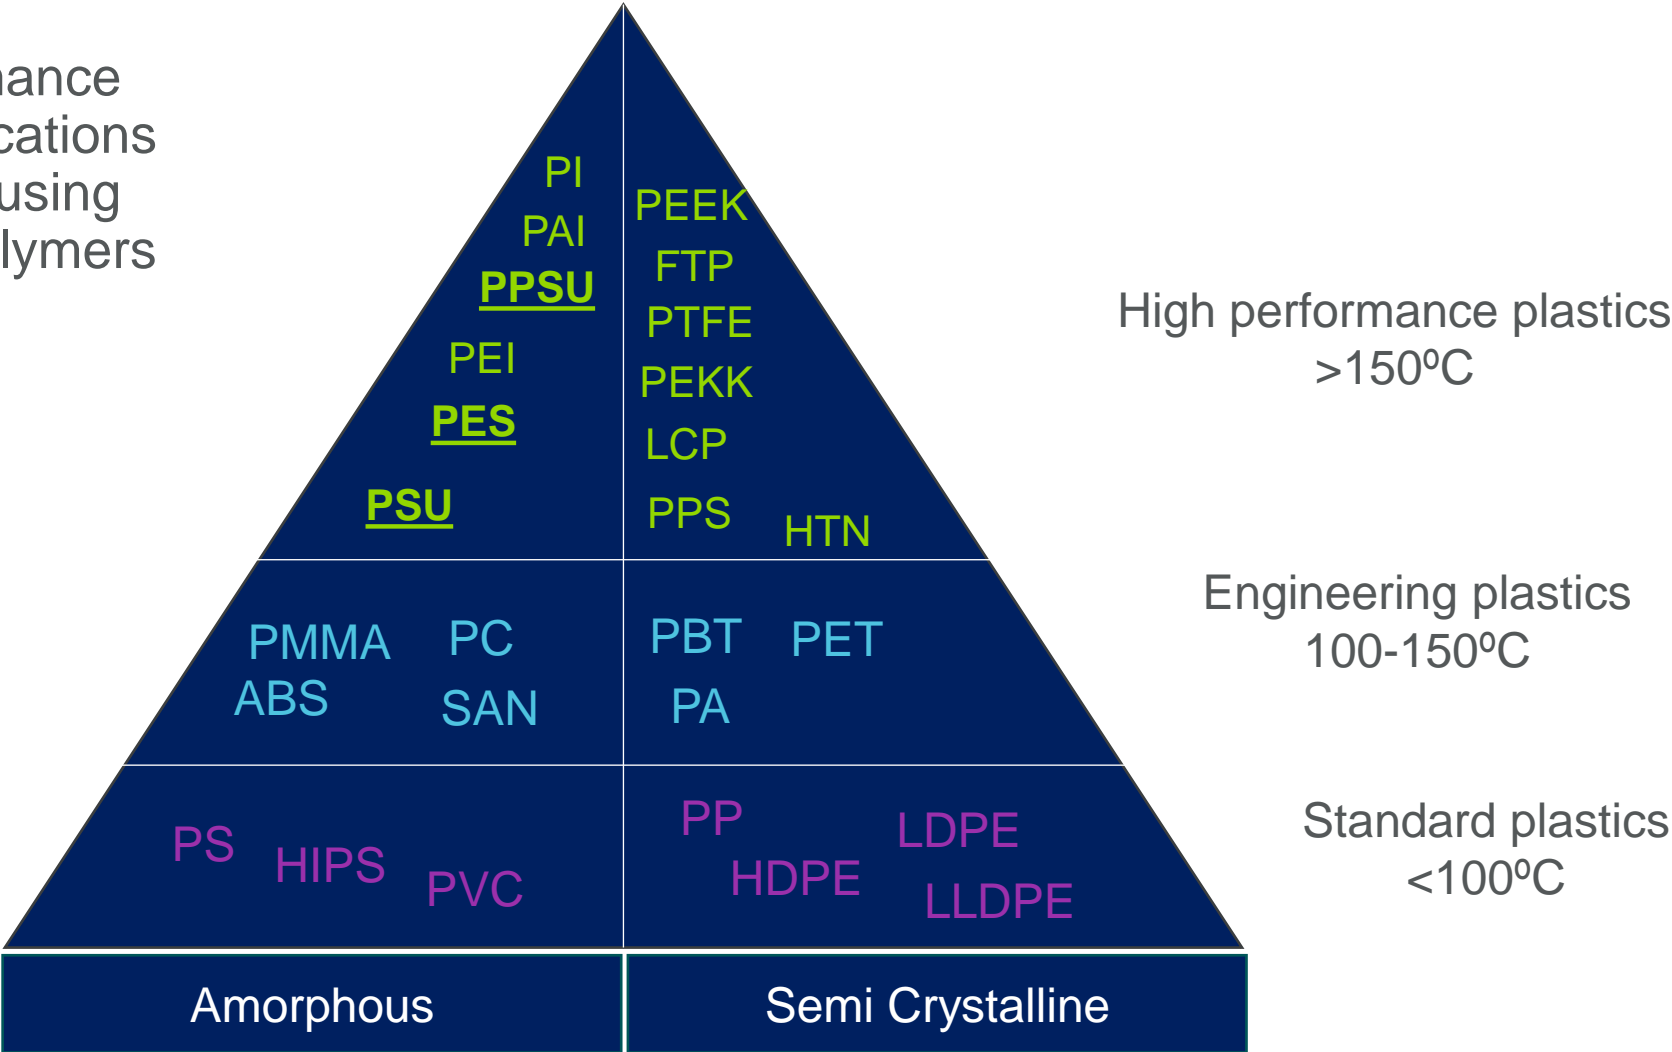 mance
cations
using
lymers
PI
PEEK
PAI
FTP
PPSU
PTFE
High performance plastics
>150ºC
PEI
PEKK
PES
LCP
PSU
PPS
HTN
Engineering plastics
100-150ºC
PMMA
PC
PBT
PET
ABS
SAN
PA
Standard plastics
<100ºC
PS
HIPS
PVC
PP
LDPE
HDPE
LLDPE
Amorphous
Semi Crystalline